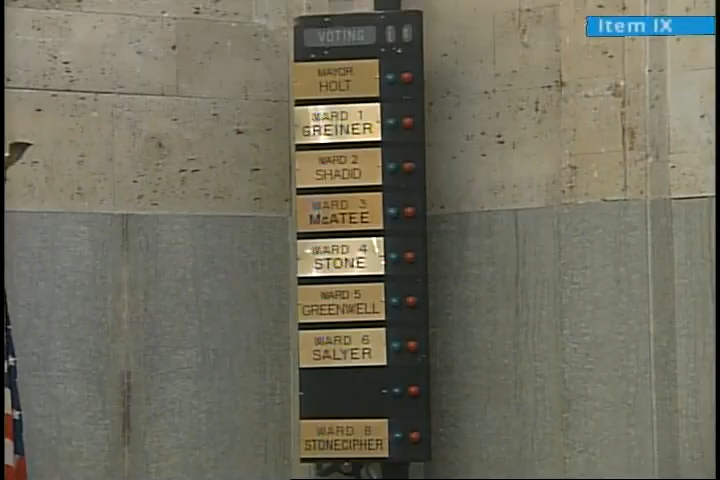 Item IX
VOTING
MAYOR
HOLT
WARD 1
GREINER
WARD 2
SHADID
WARD 3
McATEE
WARD 4
STONE
WARD 5
GREENWELL
WARD 6
SALYER
WARD 8
STONECIPHER